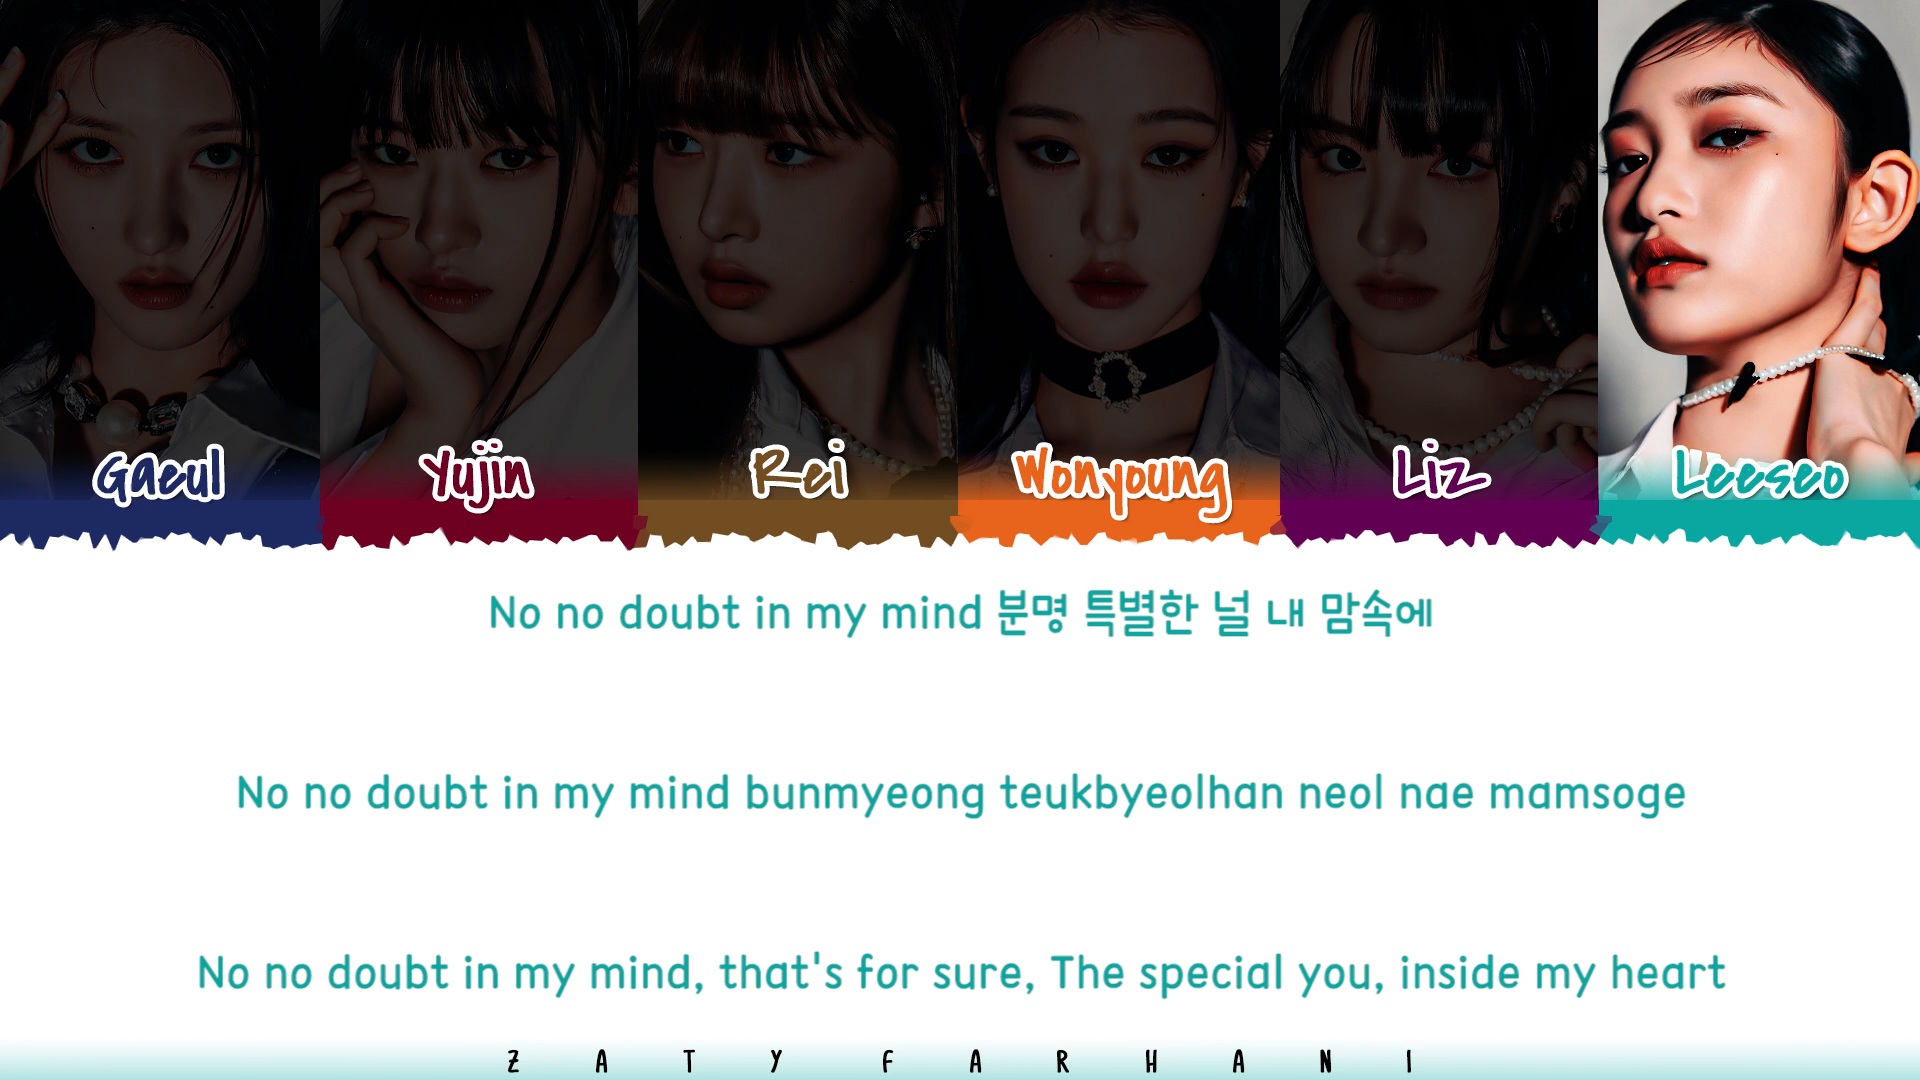 Gaeul Yujin Rei Wonyoung Liz Leeseo
No no doubt in my mind 분명 특별한 널 내 맘속에
No no doubt in my mind bunmyeong teukbyeolhan neol nae mamsoge
No no doubt in my mind, that's for sure, The special you, inside my heart
ZATY FARHANI